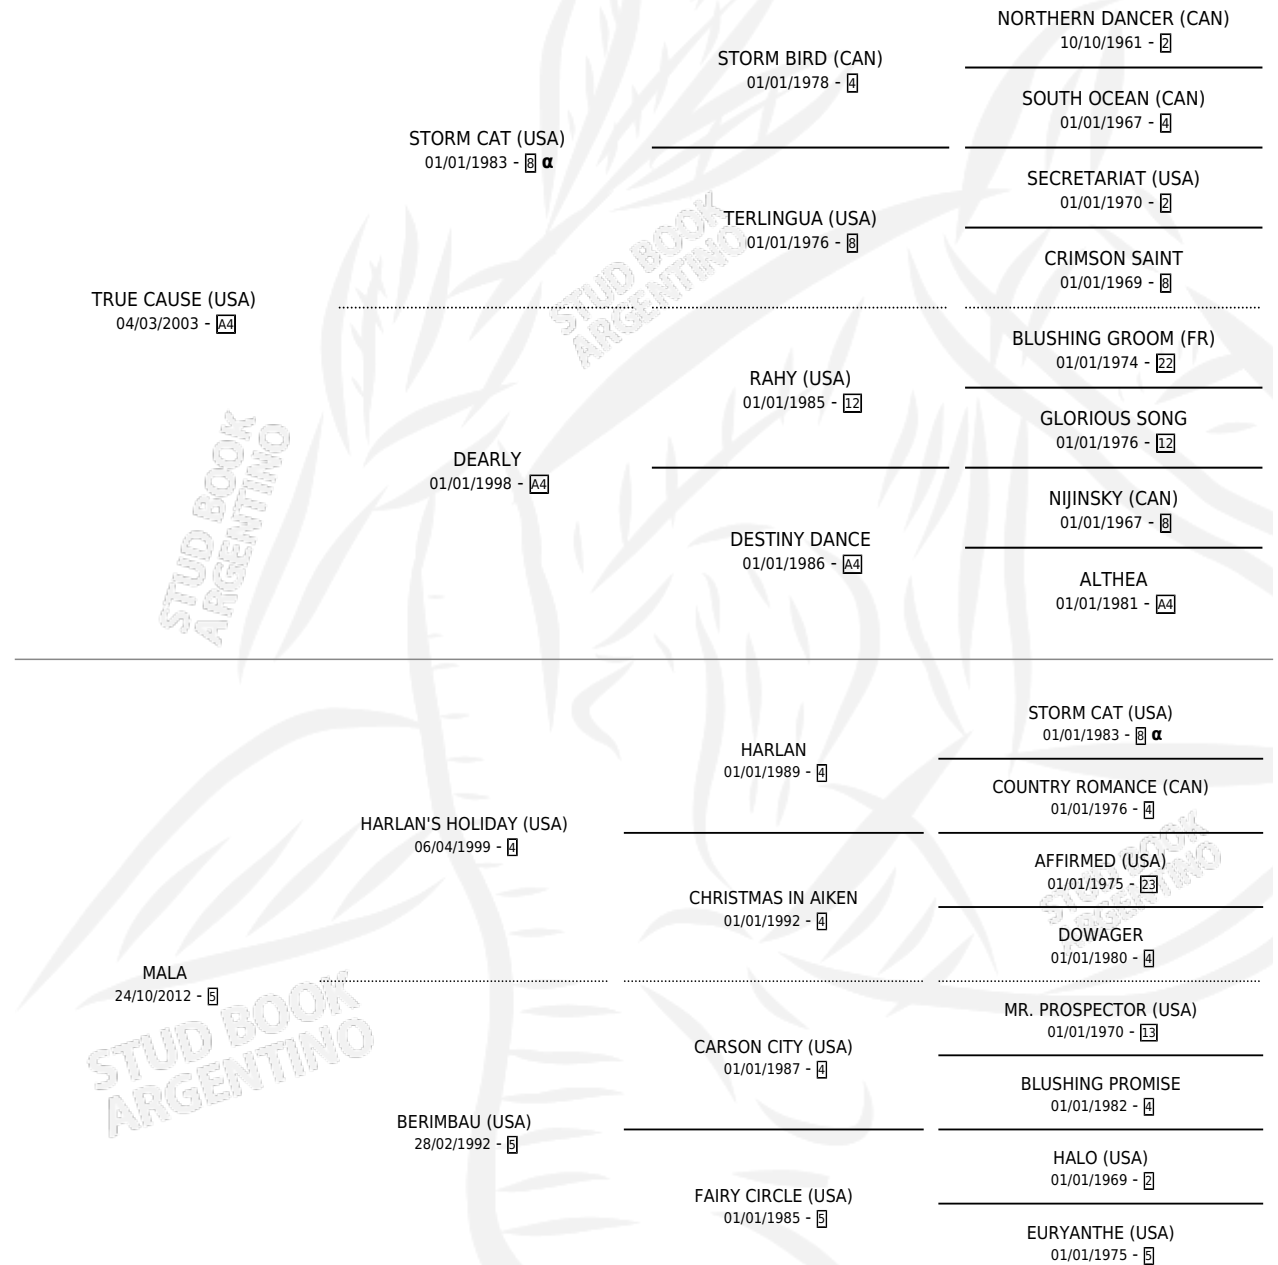 NORTHERN DANCER (CAN)
10/10/1961 - 2
STORM BIRD (CAN)
01/01/1978 - 4
SOUTH OCEAN (CAN)
01/01/1967 - 4
STORM CAT (USA)
01/01/1983 - 8 α
SECRETARIAT (USA)
01/01/1970 - 2
TERLINGUA (USA)
01/01/1976 - 8
CRIMSON SAINT
01/01/1969 - 8
TRUE CAUSE (USA)
04/03/2003 - A4
BLUSHING GROOM (FR)
01/01/1974 - 22
RAHY (USA)
01/01/1985 - 12
GLORIOUS SONG
01/01/1976 - 12
DEARLY
01/01/1998 - A4
NIJINSKY (CAN)
01/01/1967 - 8
DESTINY DANCE
01/01/1986 - A4
ALTHEA
01/01/1981 - A4
STORM CAT (USA)
01/01/1983 - 8 α
HARLAN
01/01/1989 - 4
COUNTRY ROMANCE (CAN)
01/01/1976 - 4
HARLAN'S HOLIDAY (USA)
06/04/1999 - 4
AFFIRMED (USA)
01/01/1975 - 23
CHRISTMAS IN AIKEN
01/01/1992 - 4
DOWAGER
01/01/1980 - 4
MALA
24/10/2012 - 5
MR. PROSPECTOR (USA)
01/01/1970 - 13
CARSON CITY (USA)
01/01/1987 - 4
BLUSHING PROMISE
01/01/1982 - 4
BERIMBAU (USA)
28/02/1992 - 5
HALO (USA)
01/01/1969 - 2
FAIRY CIRCLE (USA)
01/01/1985 - 5
EURYANTHE (USA)
01/01/1975 - 5
STUD BOOK
ARGENTINO
STUD BOOK
ARGENTINO
STUD BOOK
ARGENTINO
STUD BOOK
ARGENTINO